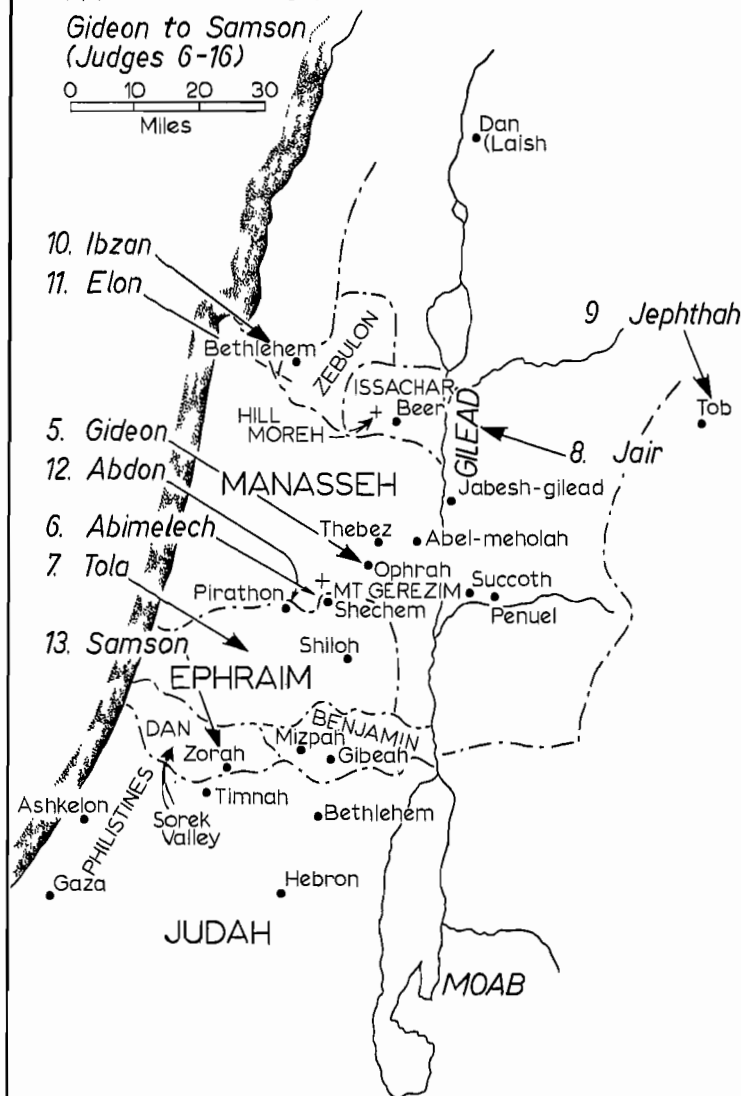 Gideon to Samson
(Judges 6-16)
0 10 20 30
Miles
Dan
(Laish
10. Ibzan
11. Elon
9 Jephthah
Bethlehem
ZEBULON
ISSACHAR
Beer
HILL
MOREH
GILEAD
Tob
5. Gideon
8. Jair
12. Abdon
MANASSEH
Jabesh-gilead
6. Abimelech
Thebez
Abel-meholah
7. Tola
Ophrah
MT GEREZIM
Succoth
Pirathon
Shechem
Penuel
13. Samson
Shiloh
EPHRAIM
DAN
BENJAMIN
Mizpah
Zorah
Gibeah
PHILISTINES
Timnah
Ashkelon
Sorek
Valley
Bethlehem
Gaza
Hebron
JUDAH
MOAB